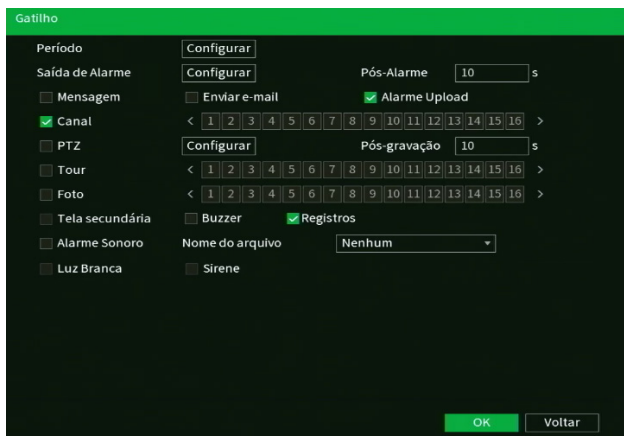 Gatilho
Período Configurar
Saída de Alarme Configurar Pós-Alarme 10 s
Mensagem Enviar e-mail Alarme Upload
Canal < 1 2 3 4 5 6 7 8 9 10 11 12 13 14 15 16 >
PTZ Configurar Pós-gravação 10 s
Tour < 1 2 3 4 5 6 7 8 9 10 11 12 13 14 15 16 >
Foto < 1 2 3 4 5 6 7 8 9 10 11 12 13 14 15 16 >
Tela secundária Buzzer Registros
Alarme Sonoro Nome do arquivo Nenhum
Luz Branca Sirene
OK Voltar